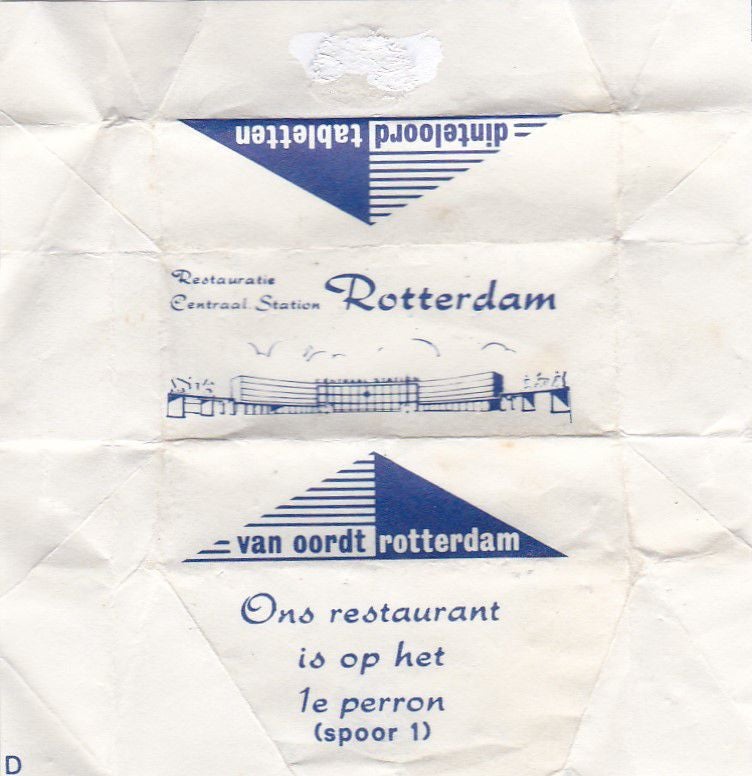 dinteloord tabletten
Restauratie
Centraal Station Rotterdam
van oordt rotterdam
Ons restaurant
is op het
1e perron
(spoor 1)
D